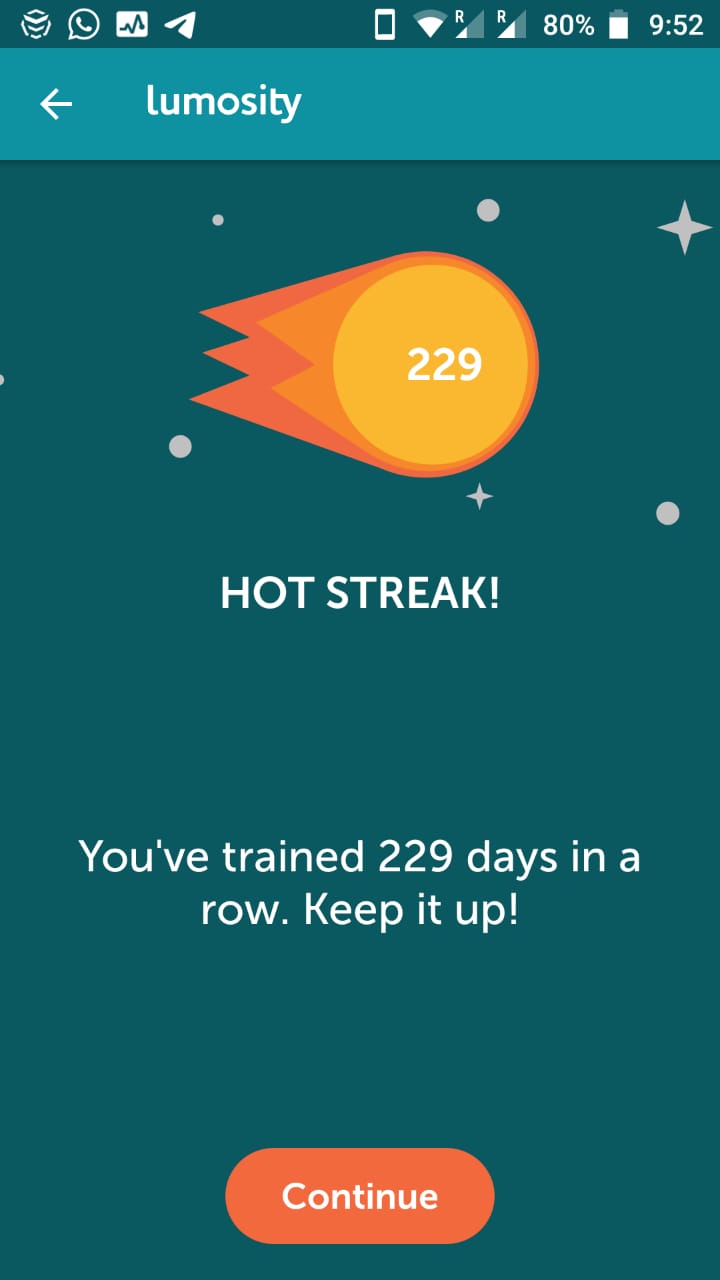 R R 80% 9:52
lumosity
229
HOT STREAK!
You've trained 229 days in a
row. Keep it up!
Continue